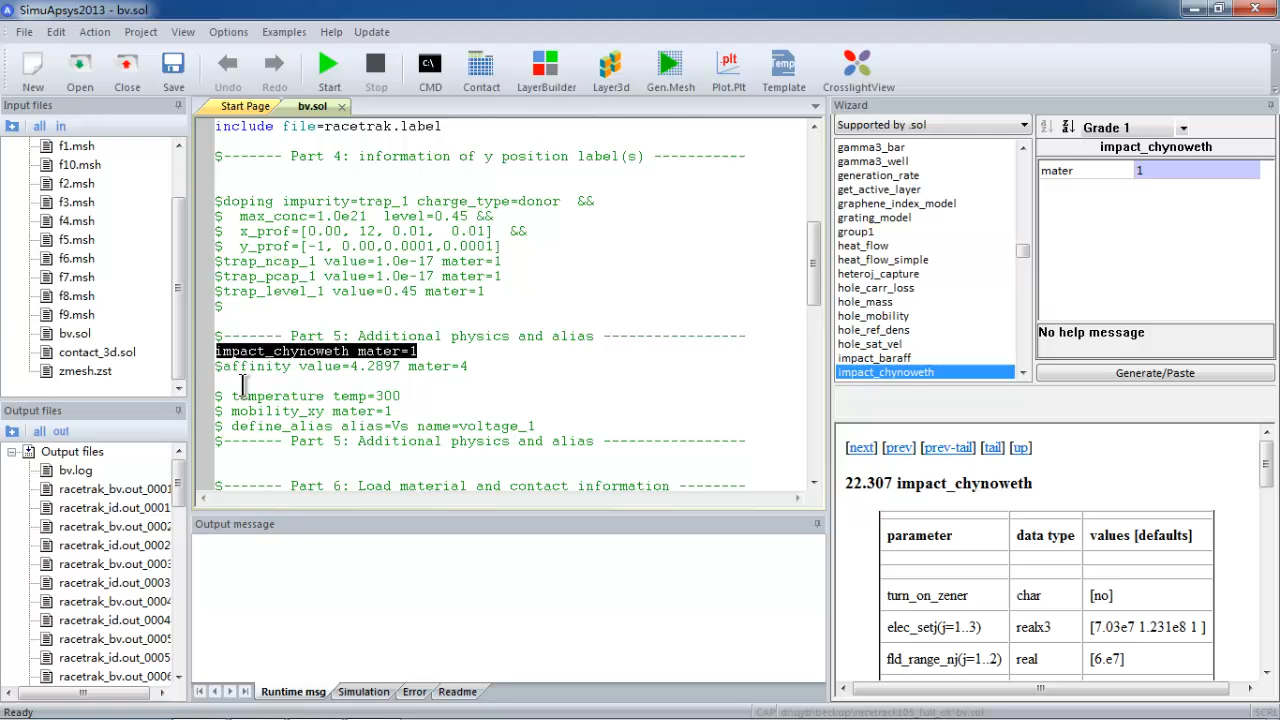 SimuApsys2013 - bv.sol
File Edit Action Project View Options Examples Help Update
New Open Close Save Undo Redo Start Stop CMD Contact LayerBuilder Layer3d Gen.Mesh Plot.Plt Template CrosslightView
C:\
.plt
Temp
Input files
all in
f1.msh
f10.msh
f2.msh
f3.msh
f4.msh
f5.msh
f6.msh
f7.msh
f8.msh
f9.msh
bv.sol
contact_3d.sol
zmesh.zst
Output files
all out
Output files
bv.log
racetrak_bv.out_0001
racetrak_id.out_0001
racetrak_bv.out_0002
racetrak_id.out_0002
racetrak_bv.out_0003
racetrak_id.out_0003
racetrak_bv.out_0004
racetrak_id.out_0004
racetrak_bv.out_0005
racetrak_id.out_0005
racetrak_bv.out_0006
Start Page bv.sol
include file=racetrak.label
$------- Part 4: information of y position label(s) -----------
$doping impurity=trap_1 charge_type=donor &&
$ max_conc=1.0e21 level=0.45 &&
$ x_prof=[0.00, 12, 0.01, 0.01] &&
$ y_prof=[-1, 0.00,0.0001,0.0001]
$trap_ncap_1 value=1.0e-17 mater=1
$trap_pcap_1 value=1.0e-17 mater=1
$trap_level_1 value=0.45 mater=1
$
$------- Part 5: Additional physics and alias -----------------
impact_chynoweth mater=1
$affinity value=4.2897 mater=4
$ temperature temp=300
$ mobility_xy mater=1
$ define_alias alias=Vs name=voltage_1
$------- Part 5: Additional physics and alias -----------------
$------- Part 6: Load material and contact information --------
Output message
Runtime msg Simulation Error Readme
Wizard
Supported by .sol
gamma3_bar
gamma3_well
generation_rate
get_active_layer
graphene_index_model
grating_model
group1
heat_flow
heat_flow_simple
heteroj_capture
hole_carr_loss
hole_mass
hole_mobility
hole_ref_dens
hole_sat_vel
impact_baraff
impact_chynoweth
Grade 1
impact_chynoweth
mater 1
No help message
Generate/Paste
[next] [prev] [prev-tail] [tail] [up]
22.307 impact_chynoweth
parameter data type values [defaults]
turn_on_zener char [no]
elec_setj(j=1..3) realx3 [7.03e7 1.231e8 1 ]
fld_range_nj(j=1..2) real [6.e7]
Ready
CAP
SCRL